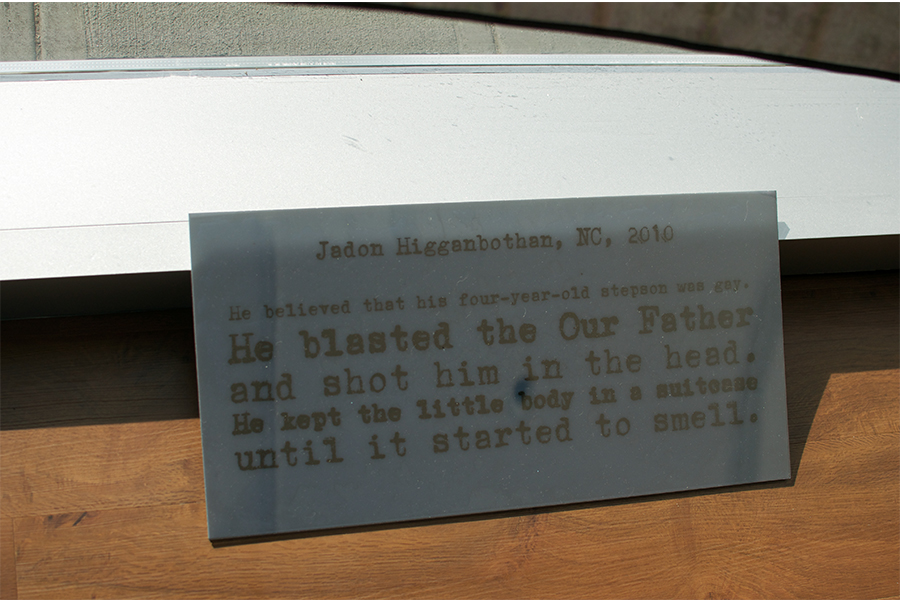 Jadon Higganbothan, NC, 2010
He believed that his four-year-old stepson was gay.
He blasted the Our Father
and shot him in the head.
He kept the little body in a suitcase
until it started to smell.